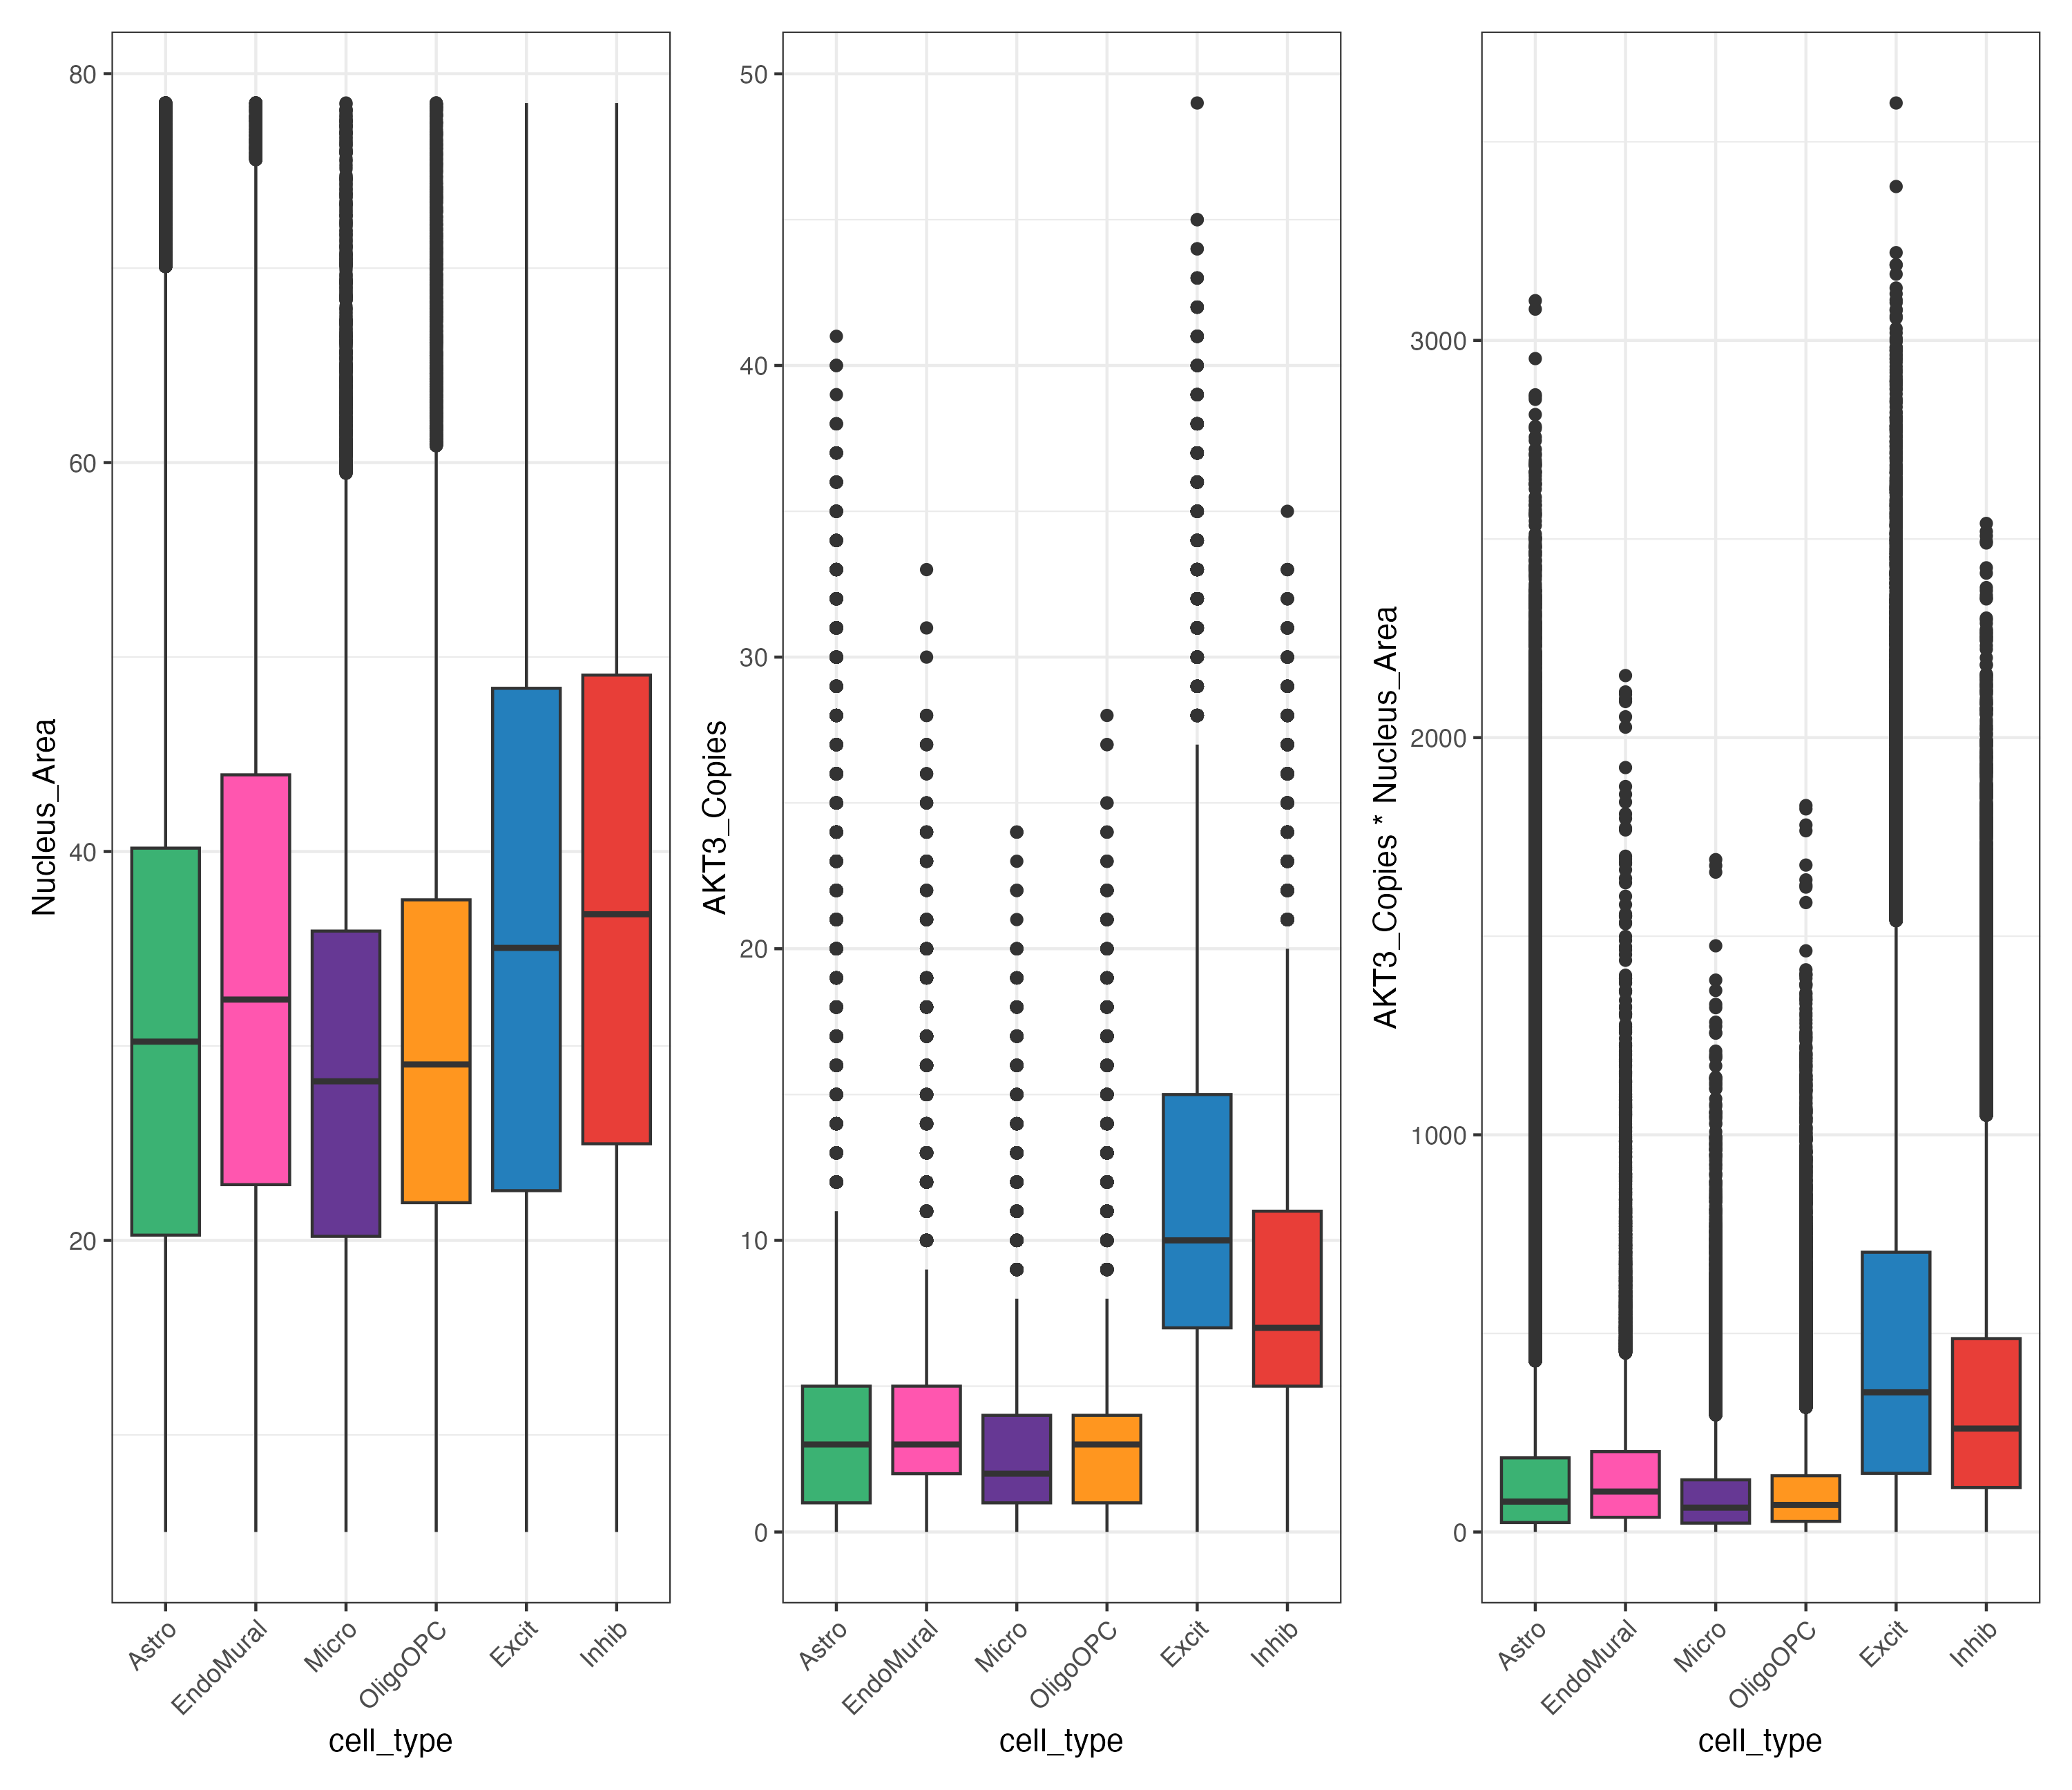 Nucleus_Area
80
60
40
20
Astro
EndoMural
Micro
OligoOPC
Excit
Inhib
cell_type
AKT3_Copies
50
40
30
20
10
0
Astro
EndoMural
Micro
OligoOPC
Excit
Inhib
cell_type
AKT3_Copies * Nucleus_Area
3000
2000
1000
0
Astro
EndoMural
Micro
OligoOPC
Excit
Inhib
cell_type